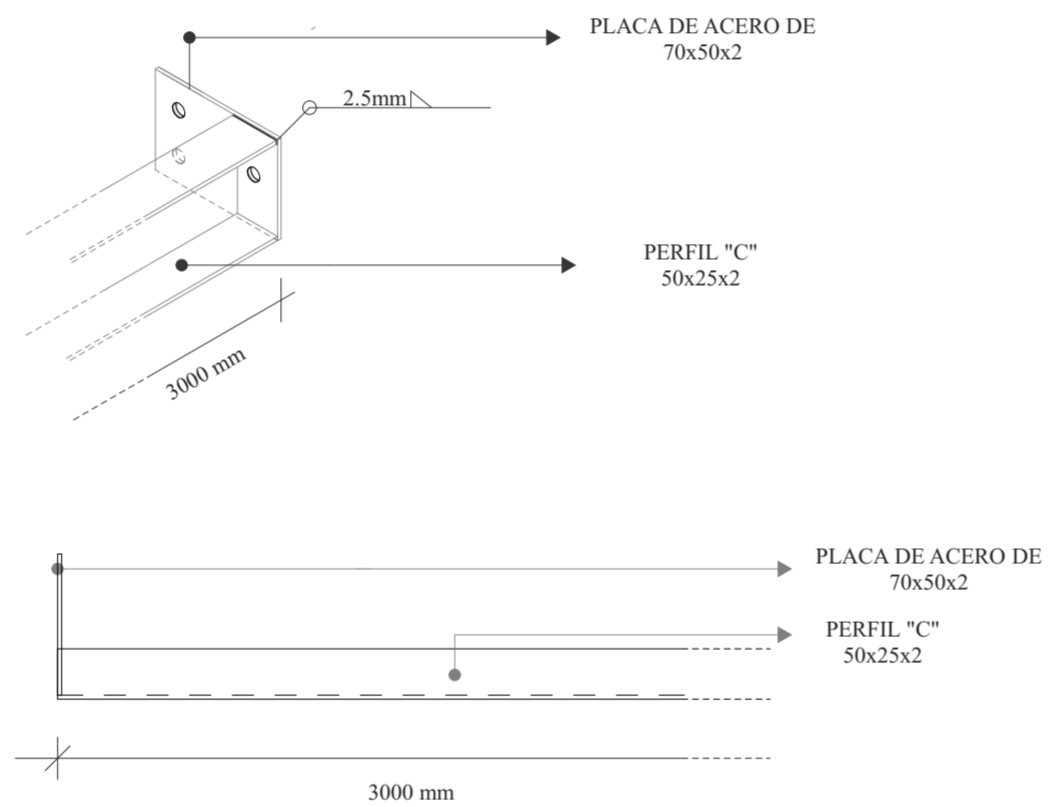 PLACA DE ACERO DE
70x50x2
2.5mm
PERFIL "C"
50x25x2
3000 mm
PLACA DE ACERO DE
70x50x2
PERFIL "C"
50x25x2
3000 mm